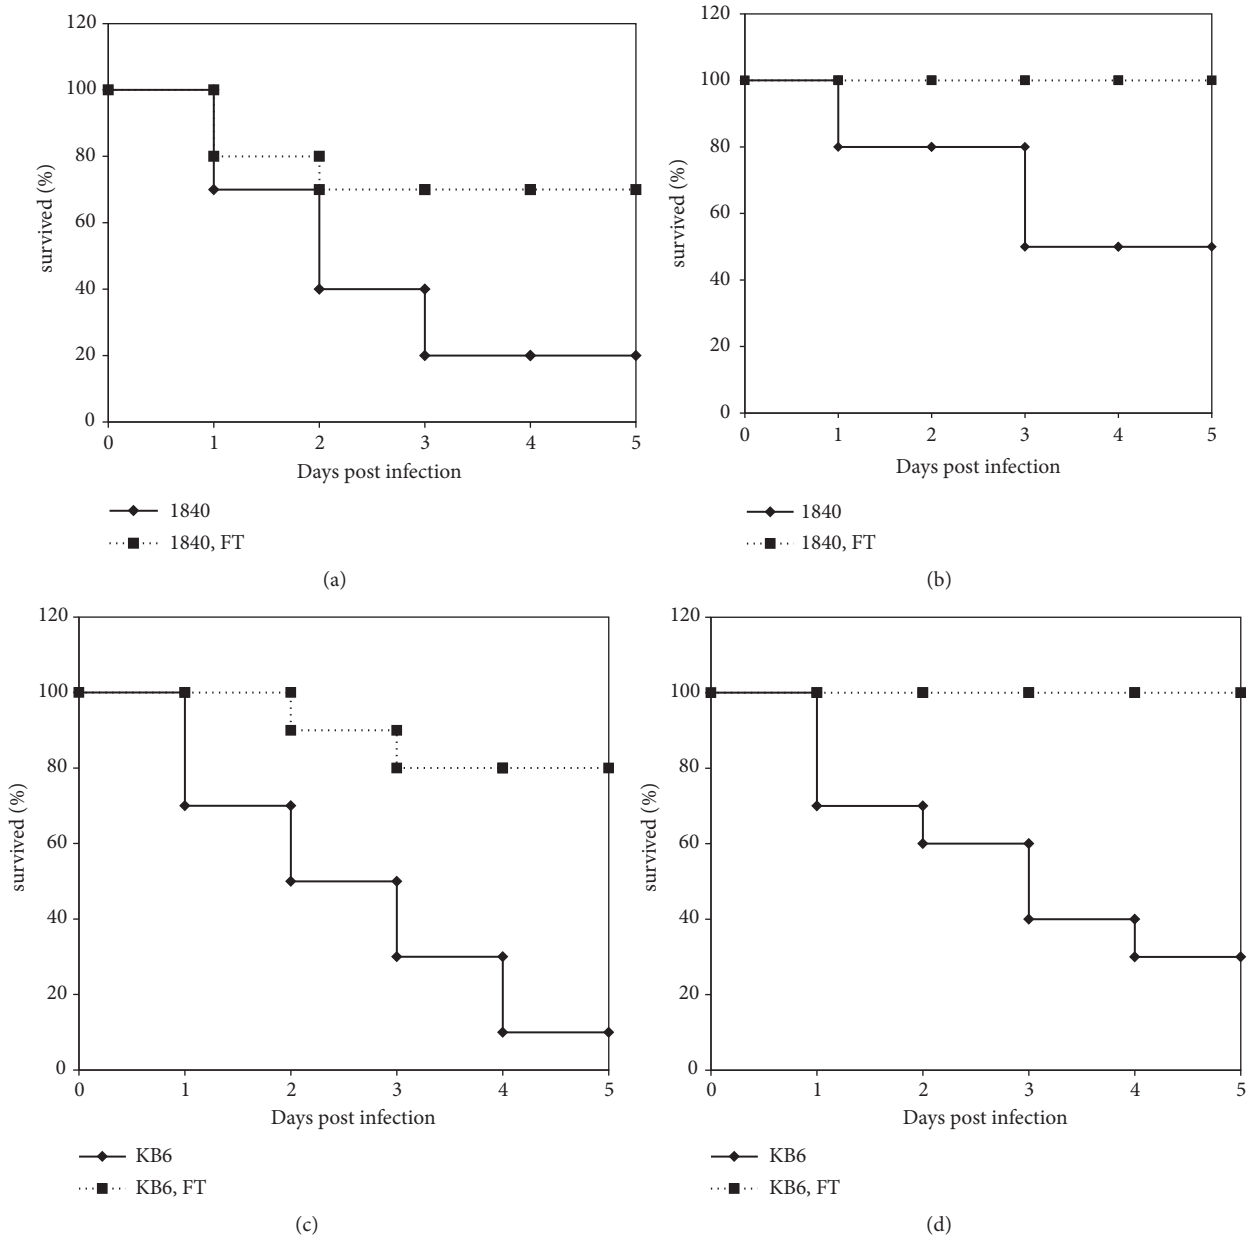 120
100
80
60
40
20
0
survived (%)
0 1 2 3 4 5
Days post infection
1840
1840, FT
(a)
120
100
80
60
40
20
0
survived (%)
0 1 2 3 4 5
Days post infection
1840
1840, FT
(b)
120
100
80
60
40
20
0
survived (%)
0 1 2 3 4 5
Days post infection
KB6
KB6, FT
(c)
120
100
80
60
40
20
0
survived (%)
0 1 2 3 4 5
Days post infection
KB6
KB6, FT
(d)